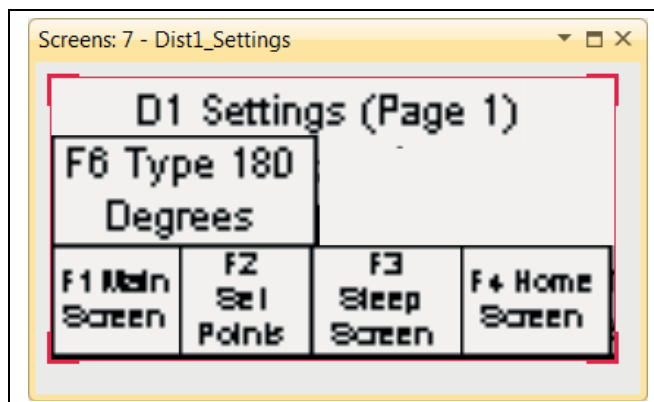 Screens: 7 - Dist1_Settings
D1 Settings (Page 1)
F6 Type 180
Degrees
F1 Main
Screen
F2
Set
Points
F3
Sleep
Screen
F4 Home
Screen